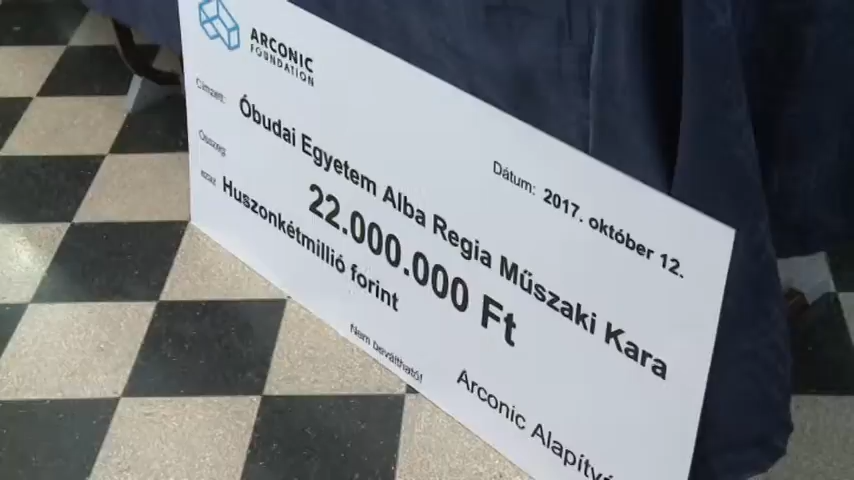 ARCONIC
FOUNDATION
Dátum: 2017. október 12.
Címzett: Óbudai Egyetem Alba Regia Műszaki Kara
Összeg: 22.000.000 Ft
Huszonkétmillió forint
Nem beváltható!
Arconic Alapítvá